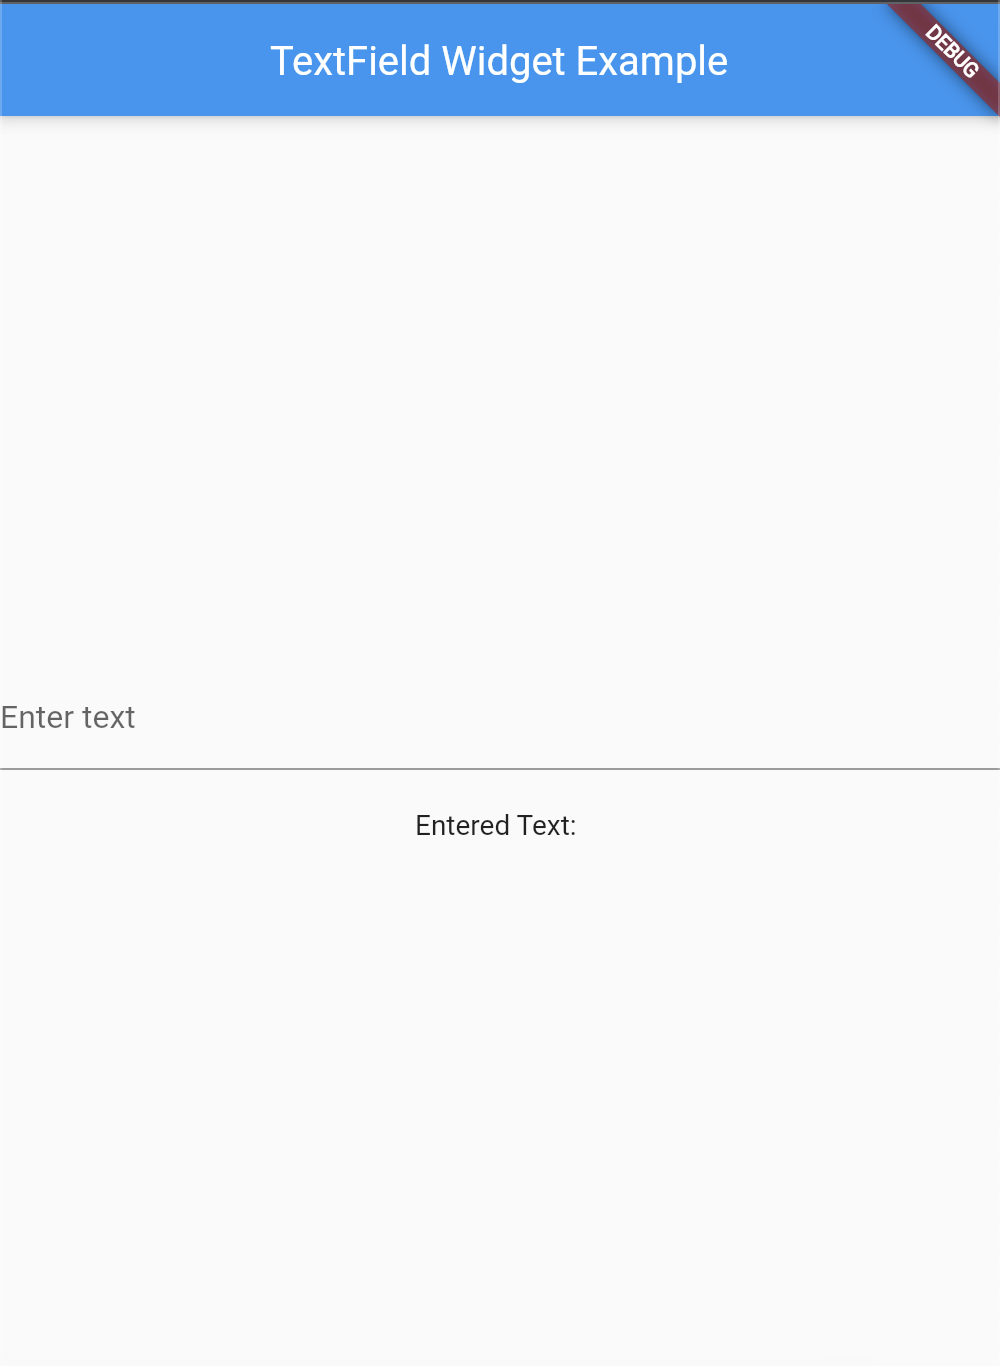 TextField Widget Example
DEBUG
Enter text
Entered Text: